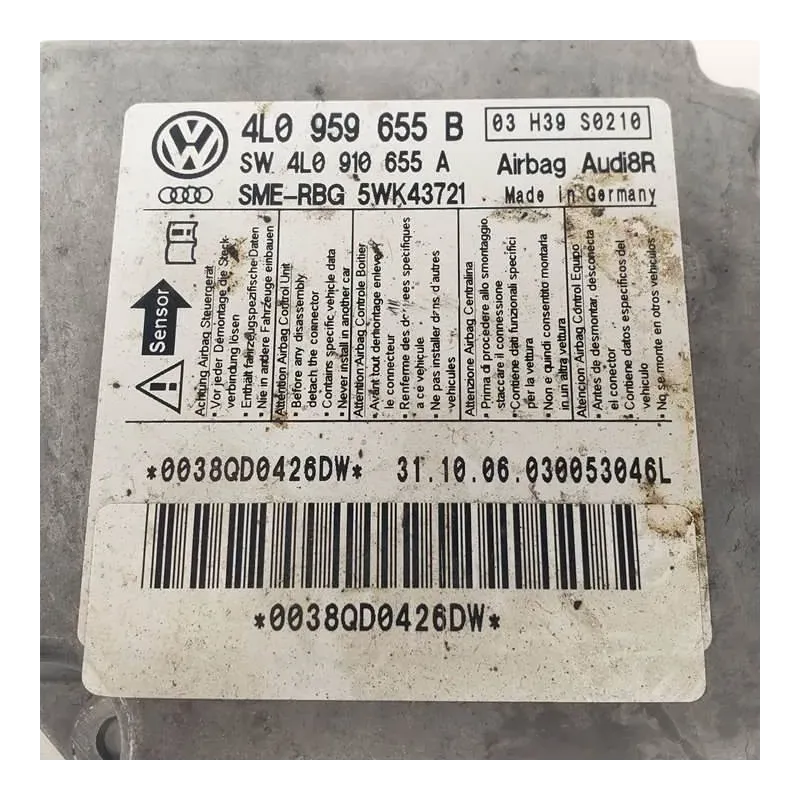 4L0 959 655 B
03 H39 S0210
SW 4L0 910 655 A
Airbag Audi8R
SME-RBG 5WK43721
Made in Germany
Sensor
Achtung Airbag Steuergerät
• Vor jeder Demontage die Steck-
verbindung lösen
• Enthält fahrzeugspezifische Daten
• Nie in andere Fahrzeuge einbauen
Attention Airbag Control Unit
• Before any disassembly
detach the connector
• Contains specific vehicle data
• Never install in another car
Attention Airbag Controle Boitier
• Avant tout demontage enlever
le connecteur
• Renferme des données specifiques
a ce vehicule
• Ne pas installer dans d'autres
vehicules
Attenzione Airbag Centralina
• Prima di procedere allo smontaggio
staccare il connessione
• Contiene dati funzionali specifici
per la vettura
• Non e quindi consentito montarla
in un altra vettura
Atencion Airbag Control Equipo
• Antes de desmontar, desconecta
el conector
• Contiene datos especificos del
vehiculo
• No se monte en otros vehiculos
*0038QD0426DW* 31.10.06.030053046L
*0038QD0426DW*